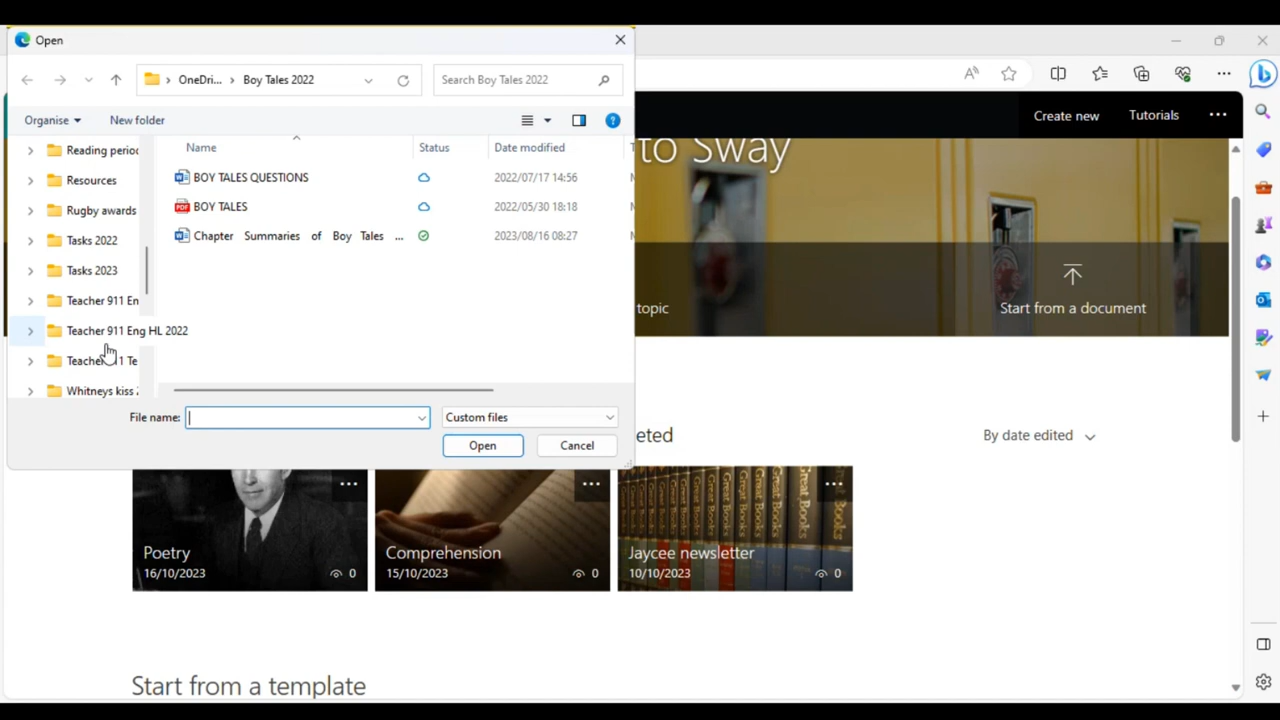 Open
OneDri... > Boy Tales 2022
Search Boy Tales 2022
Organise
New folder
Name
Status
Date modified
Reading perio
Resources
Rugby awards
Tasks 2022
Tasks 2023
Teacher 911 En
Teacher 911 Eng HL 2022
Whitneys kiss
BOY TALES QUESTIONS
2022/07/17 14:56
PDF
BOY TALES
2022/05/30 18:18
Chapter Summaries of Boy Tales ...
2023/08/16 08:27
File name:
Custom files
Open
Cancel
Create new
Tutorials
...
to Sway
topic
Start from a document
eted
By date edited
Poetry
16/10/2023
0
Comprehension
15/10/2023
0
Great Books
Jaycee newsletter
10/10/2023
0
Start from a template